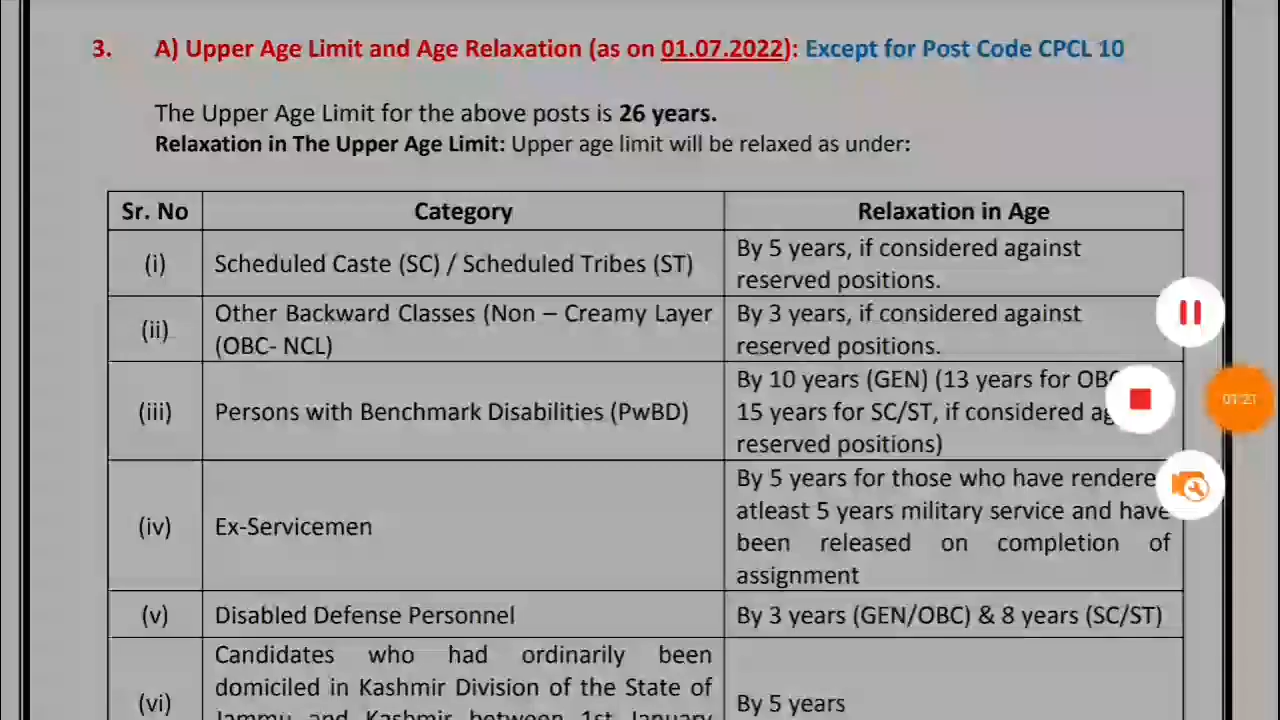 3. A) Upper Age Limit and Age Relaxation (as on 01.07.2022): Except for Post Code CPCL 10
The Upper Age Limit for the above posts is 26 years.
Relaxation in The Upper Age Limit: Upper age limit will be relaxed as under:
Sr. No Category Relaxation in Age
(i) Scheduled Caste (SC) / Scheduled Tribes (ST)
By 5 years, if considered against
reserved positions.
(ii)
Other Backward Classes (Non – Creamy Layer
(OBC- NCL)
By 3 years, if considered against
reserved positions.
(iii) Persons with Benchmark Disabilities (PwBD)
By 10 years (GEN) (13 years for
15 years for SC/ST, if considered
reserved positions)
(iv) Ex-Servicemen
By 5 years for those who have
atleast 5 years military service and have
been released on completion of
assignment
(v) Disabled Defense Personnel By 3 years (GEN/OBC) & 8 years (SC/ST)
(vi)
Candidates who had ordinarily been
domiciled in Kashmir Division of the State of
Jammu and Kashmir between 1st January
By 5 years
01:21